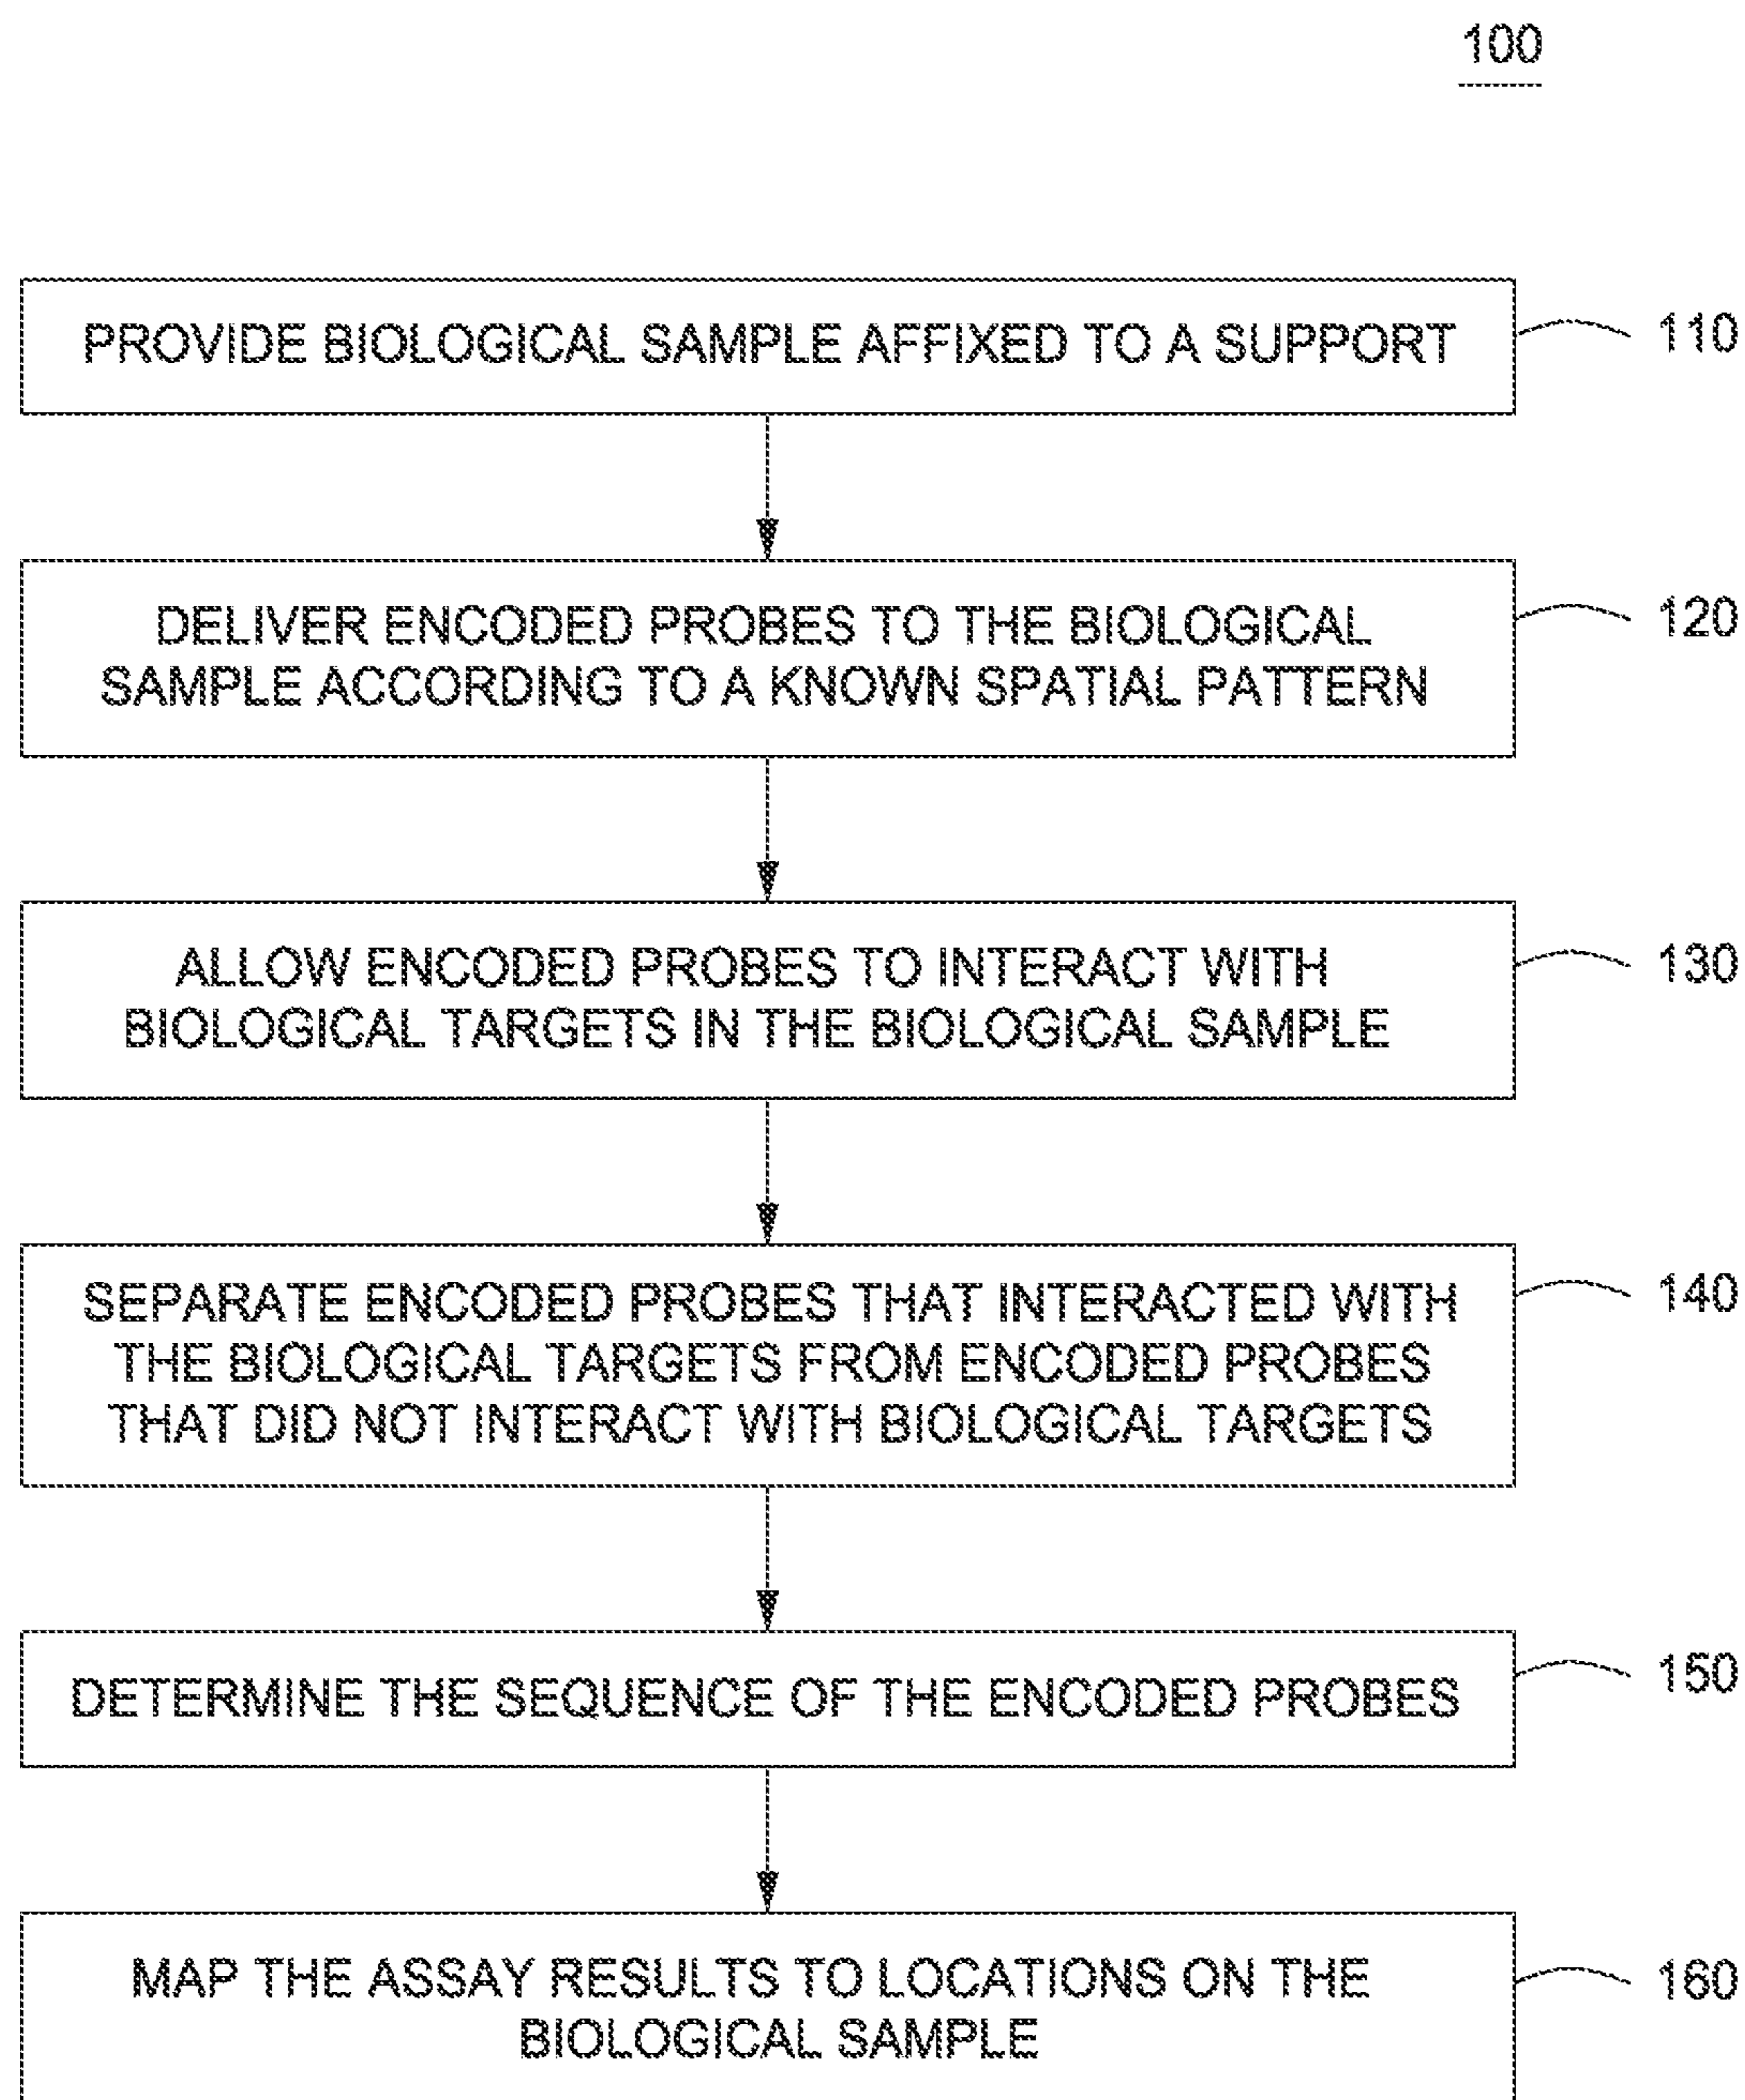 100
PROVIDE BIOLOGICAL SAMPLE AFFIXED TO A SUPPORT
110
DELIVER ENCODED PROBES TO THE BIOLOGICAL
SAMPLE ACCORDING TO A KNOWN SPATIAL PATTERN
120
ALLOW ENCODED PROBES TO INTERACT WITH
BIOLOGICAL TARGETS IN THE BIOLOGICAL SAMPLE
130
SEPARATE ENCODED PROBES THAT INTERACTED WITH
THE BIOLOGICAL TARGETS FROM ENCODED PROBES
THAT DID NOT INTERACT WITH BIOLOGICAL TARGETS
140
DETERMINE THE SEQUENCE OF THE ENCODED PROBES
150
MAP THE ASSAY RESULTS TO LOCATIONS ON THE
BIOLOGICAL SAMPLE
160